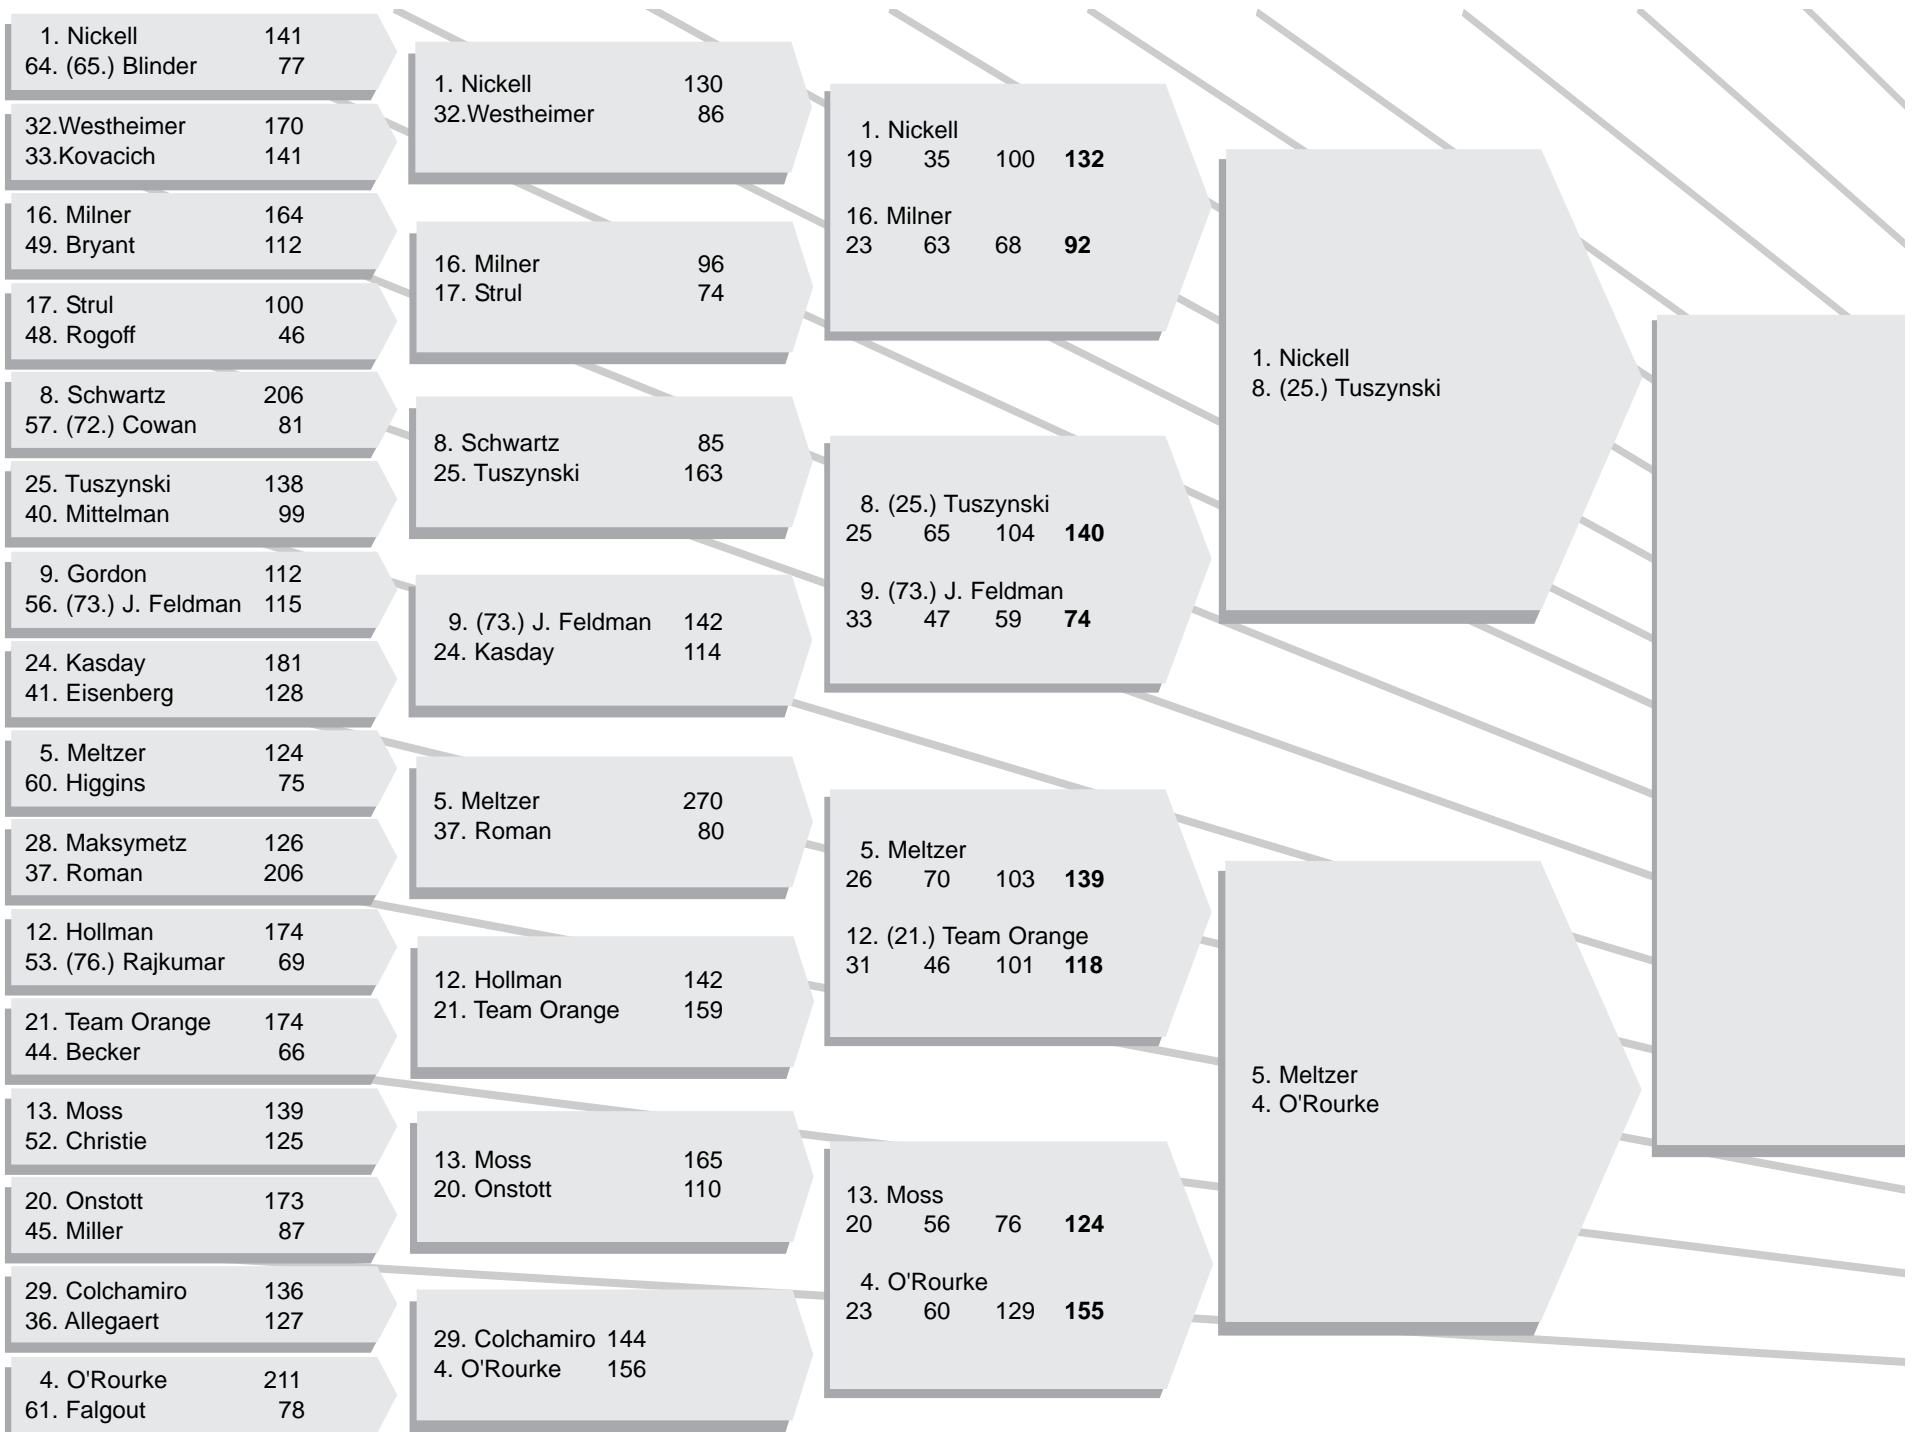 1. Nickell 141
64. (65.) Blinder 77
32.Westheimer 170
33.Kovacich 141
16. Milner 164
49. Bryant 112
17. Strul 100
48. Rogoff 46
8. Schwartz 206
57. (72.) Cowan 81
25. Tuszynski 138
40. Mittelman 99
9. Gordon 112
56. (73.) J. Feldman 115
24. Kasday 181
41. Eisenberg 128
5. Meltzer 124
60. Higgins 75
28. Maksymetz 126
37. Roman 206
12. Hollman 174
53. (76.) Rajkumar 69
21. Team Orange 174
44. Becker 66
13. Moss 139
52. Christie 125
20. Onstott 173
45. Miller 87
29. Colchamiro 136
36. Allegaert 127
4. O'Rourke 211
61. Falgout 78
1. Nickell 130
32.Westheimer 86
16. Milner 96
17. Strul 74
8. Schwartz 85
25. Tuszynski 163
9. (73.) J. Feldman 142
24. Kasday 114
5. Meltzer 270
37. Roman 80
12. Hollman 142
21. Team Orange 159
13. Moss 165
20. Onstott 110
29. Colchamiro 144
4. O'Rourke 156
1. Nickell
19 35 100 132
16. Milner
23 63 68 92
8. (25.) Tuszynski
25 65 104 140
9. (73.) J. Feldman
33 47 59 74
5. Meltzer
26 70 103 139
12. (21.) Team Orange
31 46 101 118
13. Moss
20 56 76 124
4. O'Rourke
23 60 129 155
1. Nickell
8. (25.) Tuszynski
5. Meltzer
4. O'Rourke